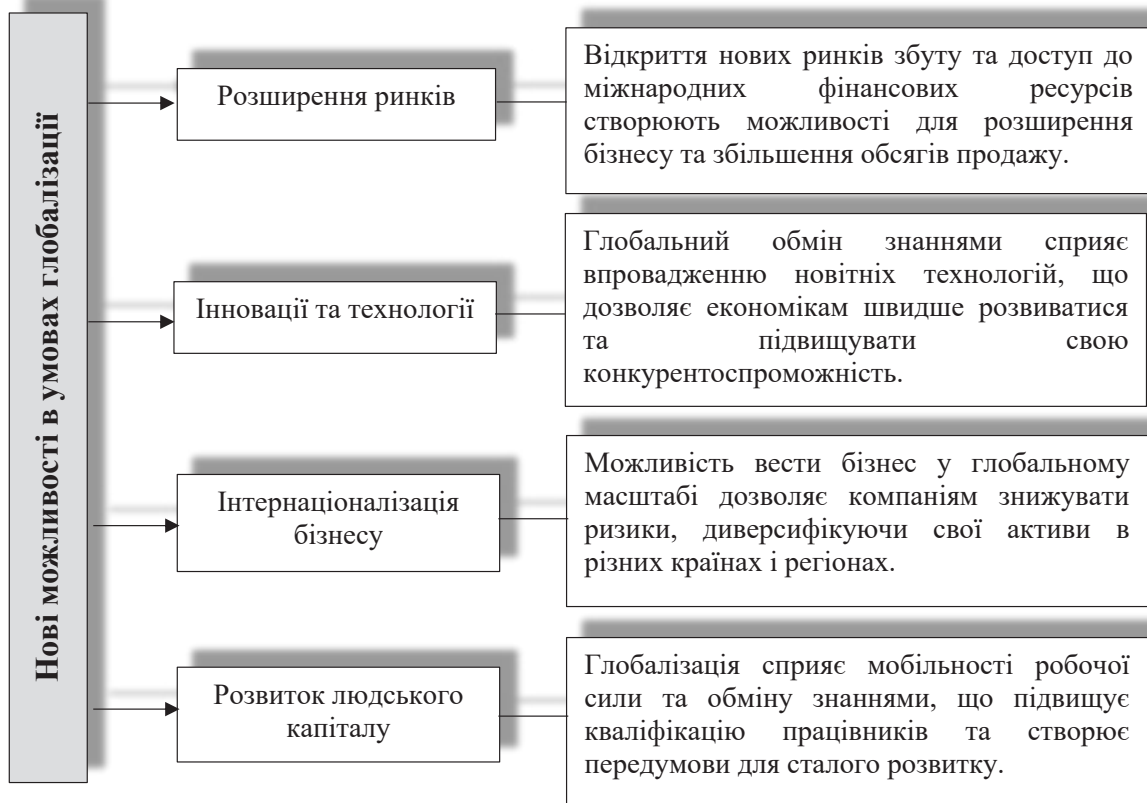 Нові можливості в умовах глобалізації
Розширення ринків
Відкриття нових ринків збуту та доступ до
міжнародних фінансових ресурсів
створюють можливості для розширення
бізнесу та збільшення обсягів продажу.
Інновації та технології
Глобальний обмін знаннями сприяє
впровадженню новітніх технологій, що
дозволяє економікам швидше розвиватися
та підвищувати свою
конкурентоспроможність.
Інтернаціоналізація
бізнесу
Можливість вести бізнес у глобальному
масштабі дозволяє компаніям знижувати
ризики, диверсифікуючи свої активи в
різних країнах і регіонах.
Розвиток людського
капіталу
Глобалізація сприяє мобільності робочої
сили та обміну знаннями, що підвищує
кваліфікацію працівників та створює
передумови для сталого розвитку.